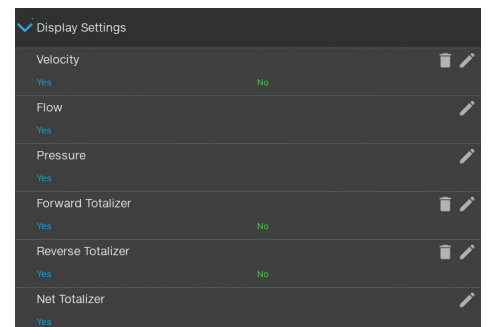 Display Settings
Velocity
Yes No
Flow
Yes
Pressure
Yes
Forward Totalizer
Yes No
Reverse Totalizer
Yes No
Net Totalizer
Yes